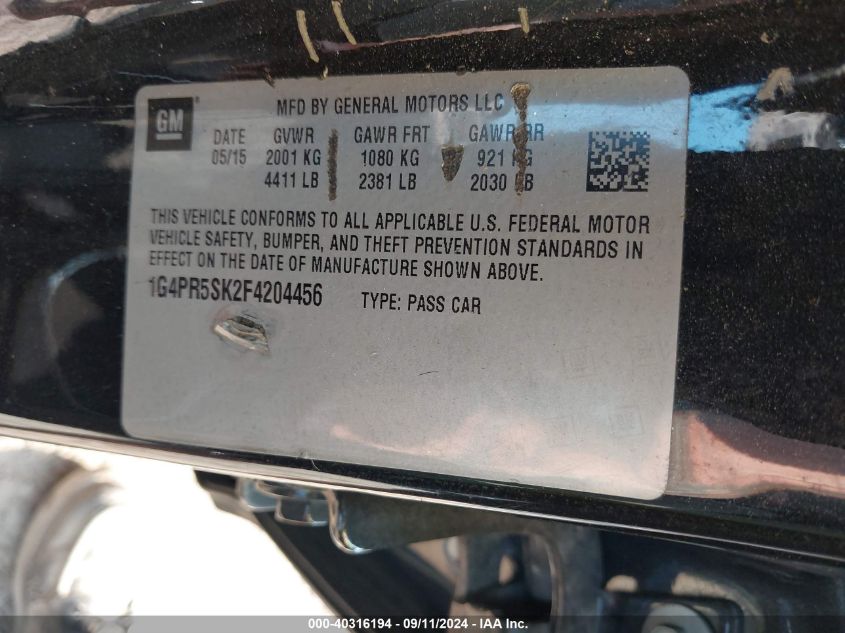 GM
MFD BY GENERAL MOTORS LLC
DATE GVWR GAWR FRT GAWR RR
05/15 2001 KG 1080 KG 921 KG
4411 LB 2381 LB 2030 LB
THIS VEHICLE CONFORMS TO ALL APPLICABLE U.S. FEDERAL MOTOR
VEHICLE SAFETY, BUMPER, AND THEFT PREVENTION STANDARDS IN
EFFECT ON THE DATE OF MANUFACTURE SHOWN ABOVE.
1G4PR5SK2F4204456 TYPE: PASS CAR
000-40316194 - 09/11/2024 - IAA Inc.